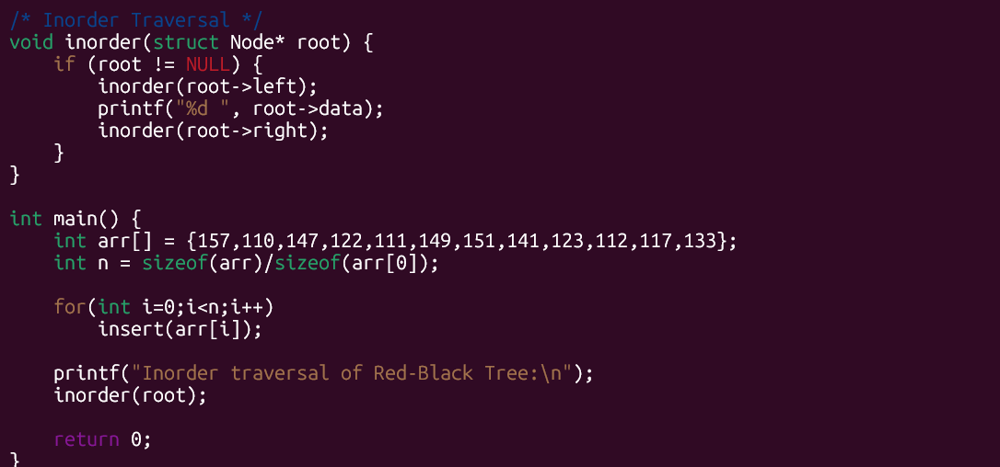 /* Inorder Traversal */
void inorder(struct Node* root) {
    if (root != NULL) {
        inorder(root->left);
        printf("%d ", root->data);
        inorder(root->right);
    }
}

int main() {
    int arr[] = {157,110,147,122,111,149,151,141,123,112,117,133};
    int n = sizeof(arr)/sizeof(arr[0]);

    for(int i=0;i<n;i++)
        insert(arr[i]);

    printf("Inorder traversal of Red-Black Tree:\n");
    inorder(root);

    return 0;
}